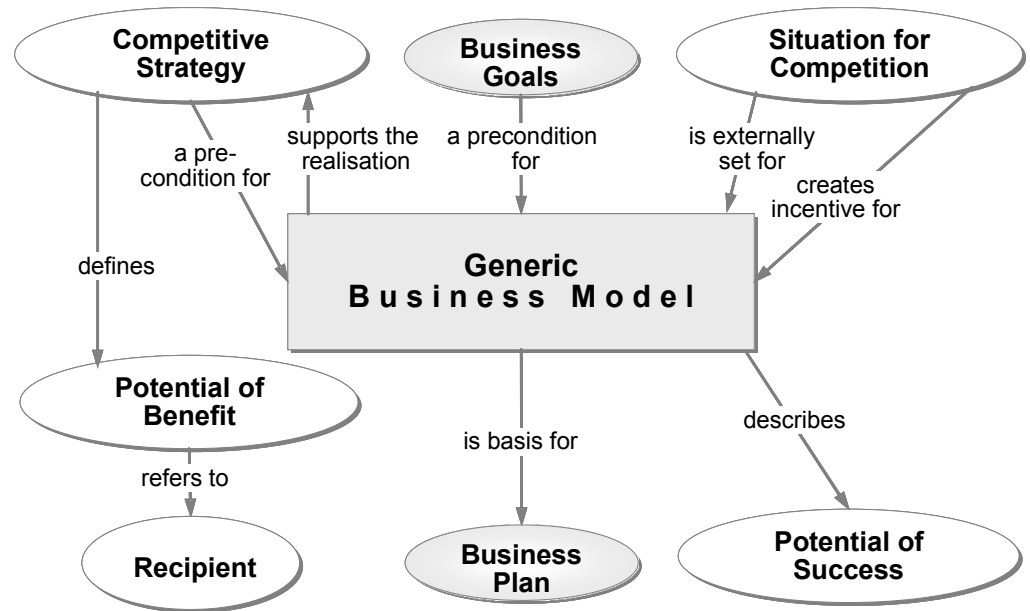 Competitive
Strategy
Business
Goals
Situation for
Competition
a pre-
condition for
supports the
realisation
a precondition
for
is externally
set for
creates
incentive for
defines
Generic
Business Model
Potential of
Benefit
is basis for
describes
refers to
Recipient
Business
Plan
Potential of
Success